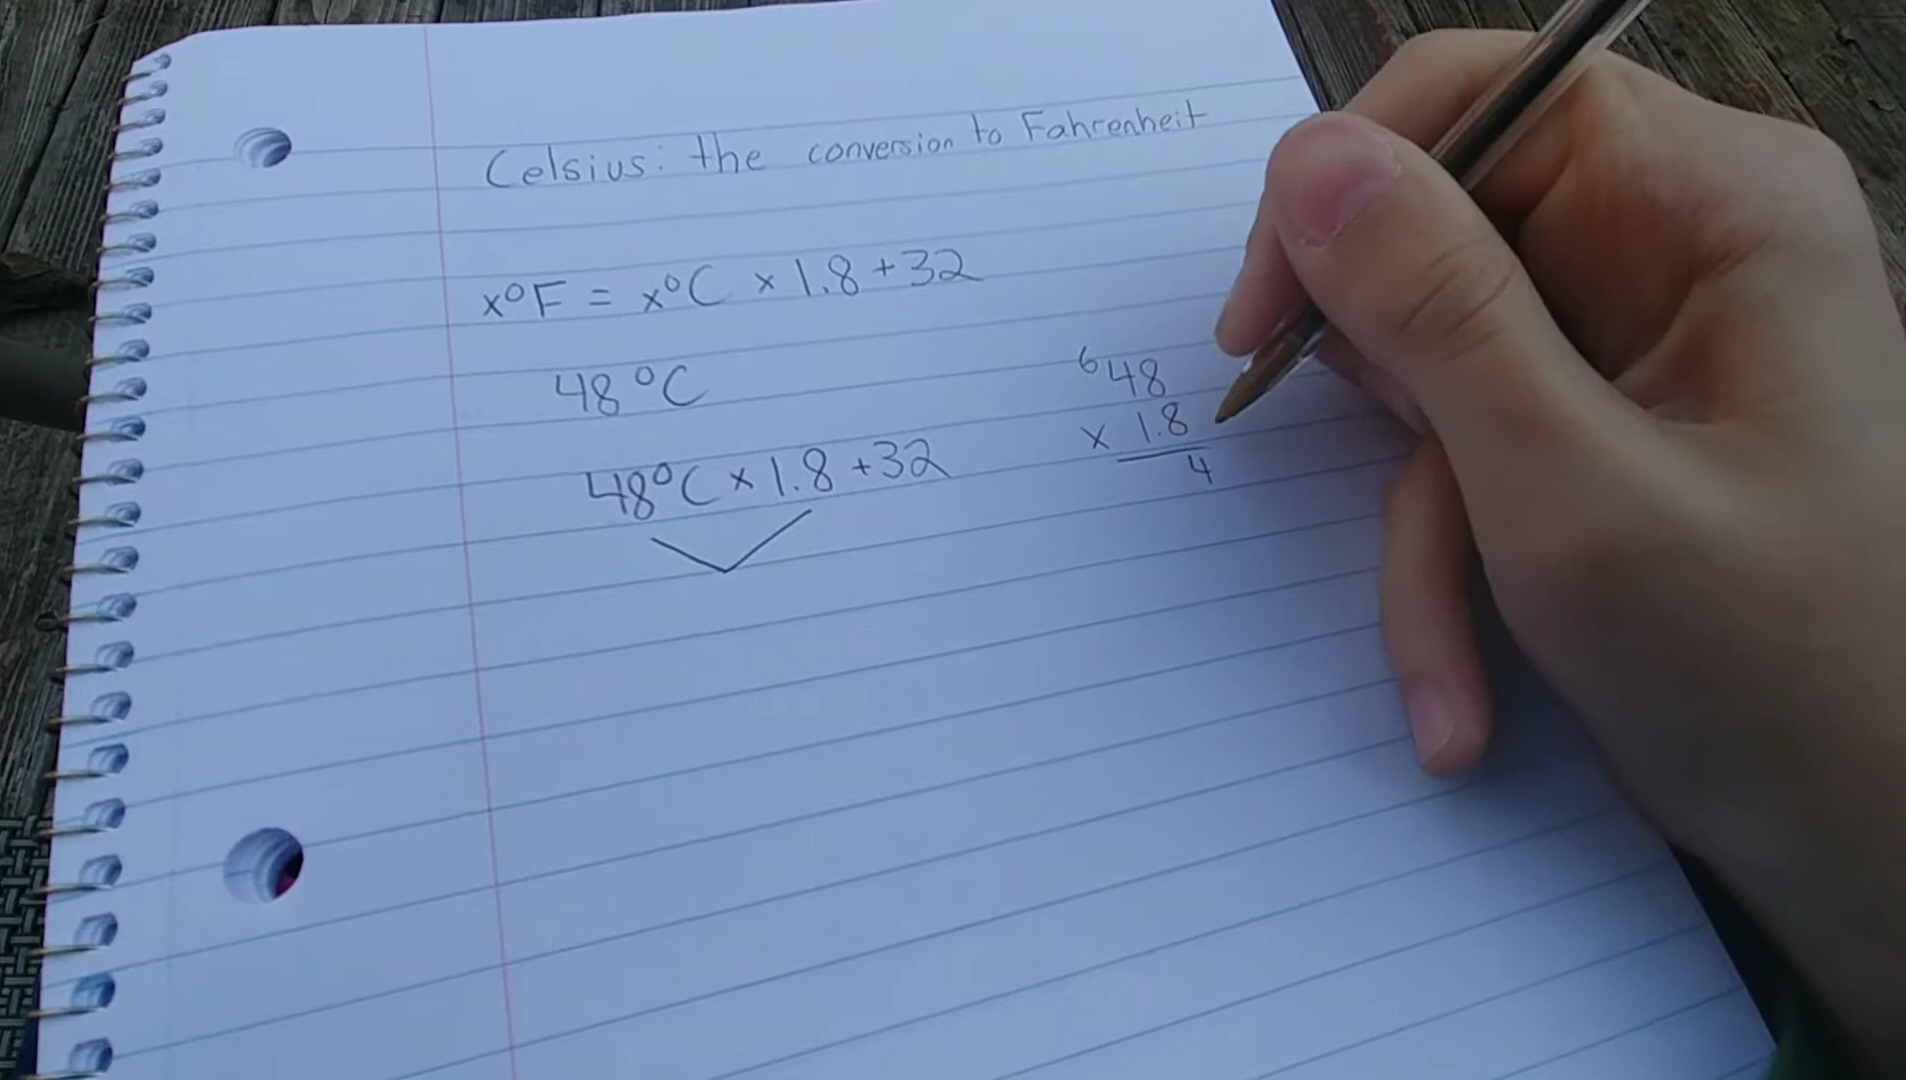 Celsius: the conversion to Fahrenheit
x°F = x°C × 1.8 + 32
48°C
48°C × 1.8 + 32
6
48
× 1.8
4